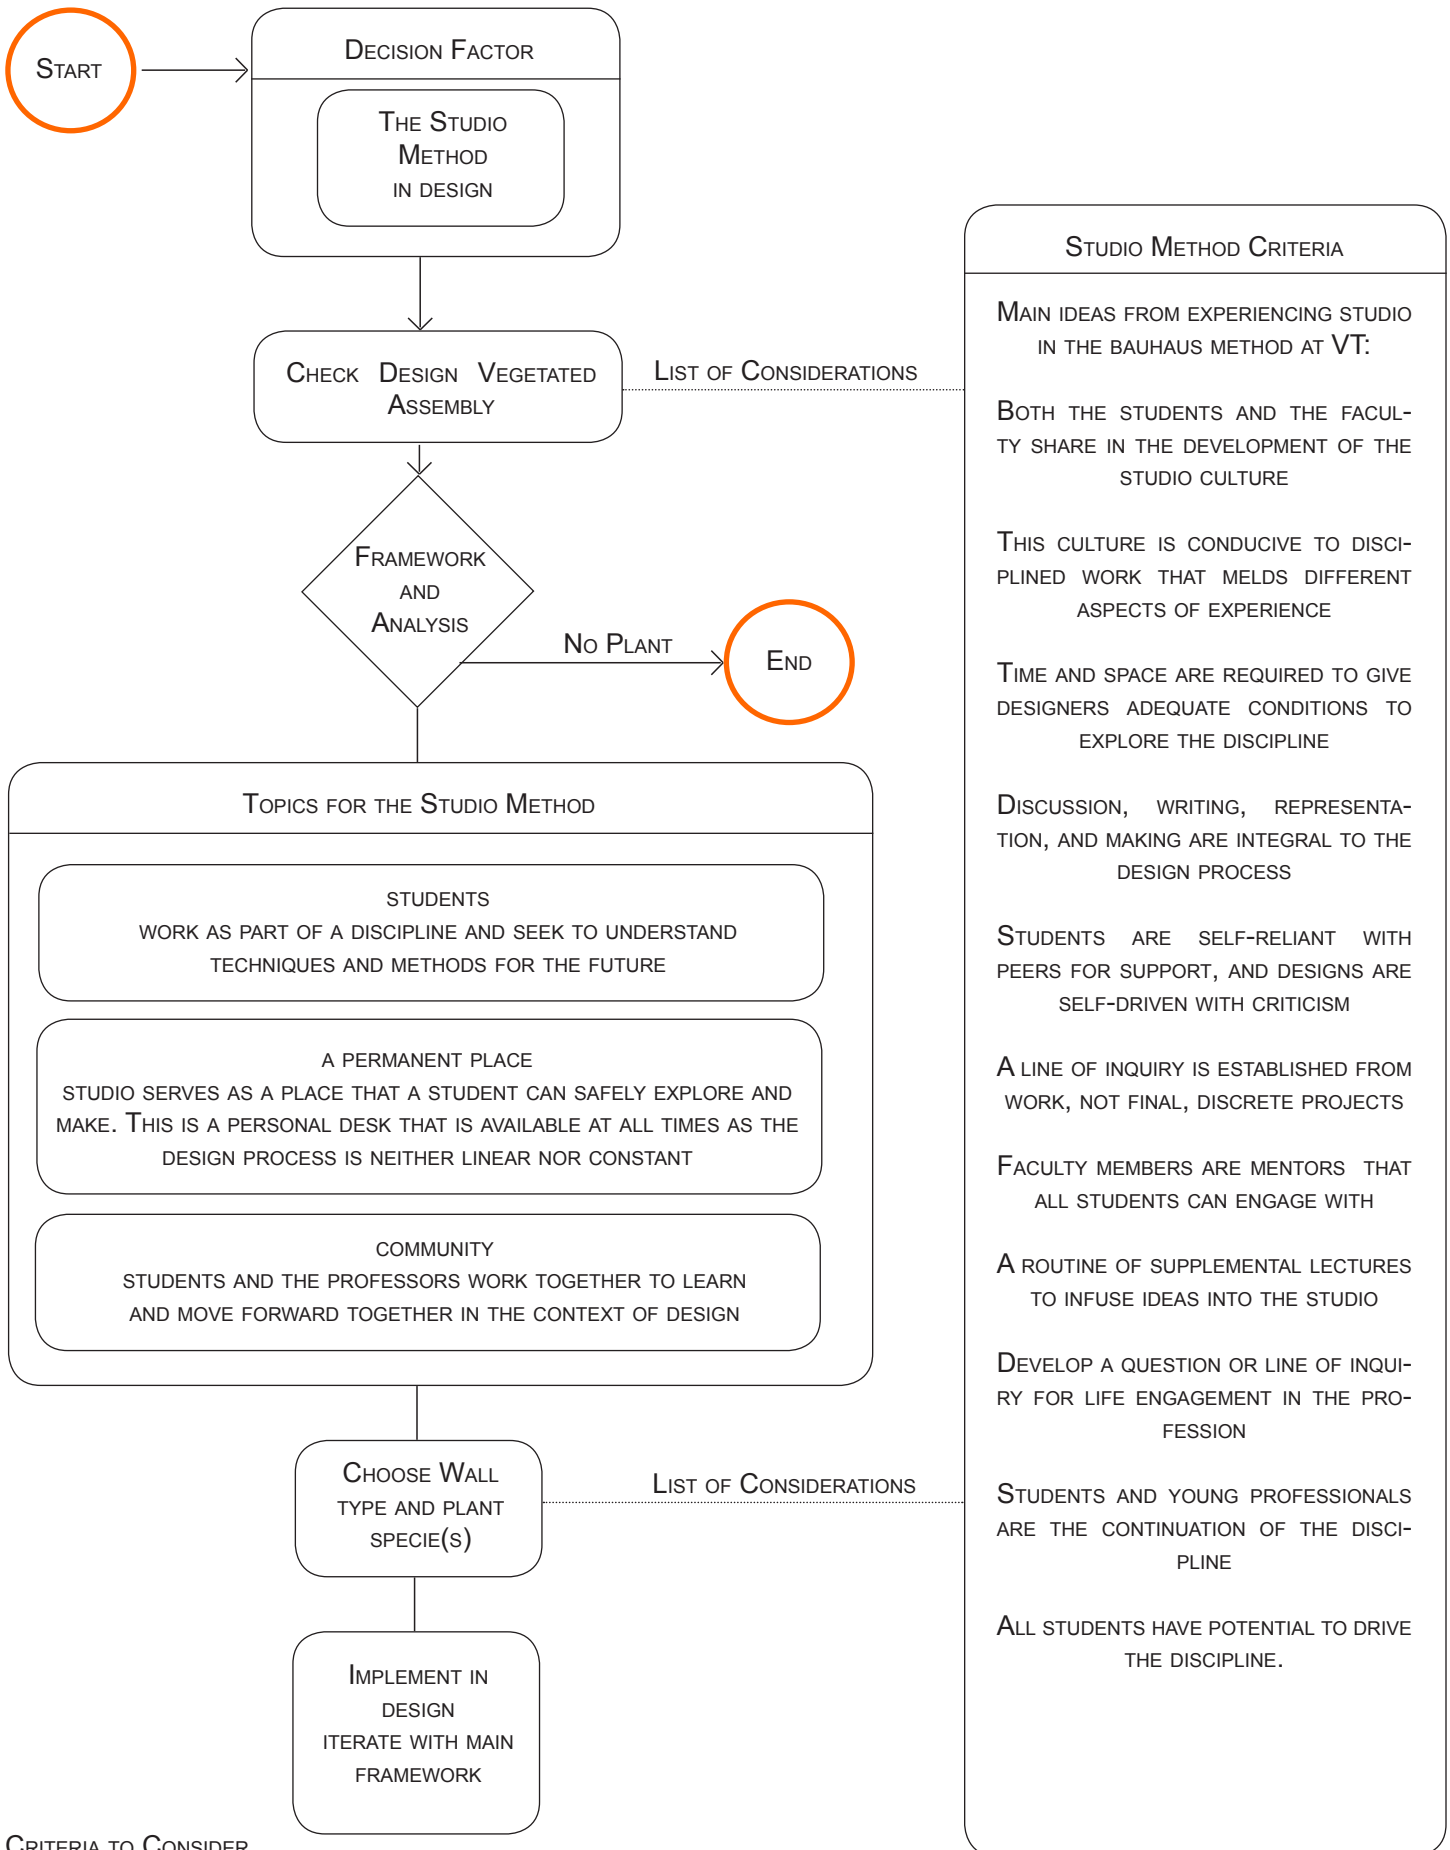 Start
Decision Factor
The Studio
Method
in design
Check Design Vegetated
Assembly
List of Considerations
Framework
and
Analysis
No Plant
End
Topics for the Studio Method
students
work as part of a discipline and seek to understand
techniques and methods for the future
a permanent place
studio serves as a place that a student can safely explore and
make. This is a personal desk that is available at all times as the
design process is neither linear nor constant
community
students and the professors work together to learn
and move forward together in the context of design
Choose Wall
type and plant
specie(s)
List of Considerations
Implement in
design
iterate with main
framework
Studio Method Criteria
Main ideas from experiencing studio
in the bauhaus method at VT:
Both the students and the facul-
ty share in the development of the
studio culture
This culture is conducive to disci-
plined work that melds different
aspects of experience
Time and space are required to give
designers adequate conditions to
explore the discipline
Discussion, writing, representa-
tion, and making are integral to the
design process
Students are self-reliant with
peers for support, and designs are
self-driven with criticism
A line of inquiry is established from
work, not final, discrete projects
Faculty members are mentors that
all students can engage with
A routine of supplemental lectures
to infuse ideas into the studio
Develop a question or line of inqui-
ry for life engagement in the pro-
fession
Students and young professionals
are the continuation of the disci-
pline
All students have potential to drive
the discipline.
Criteria to Consider